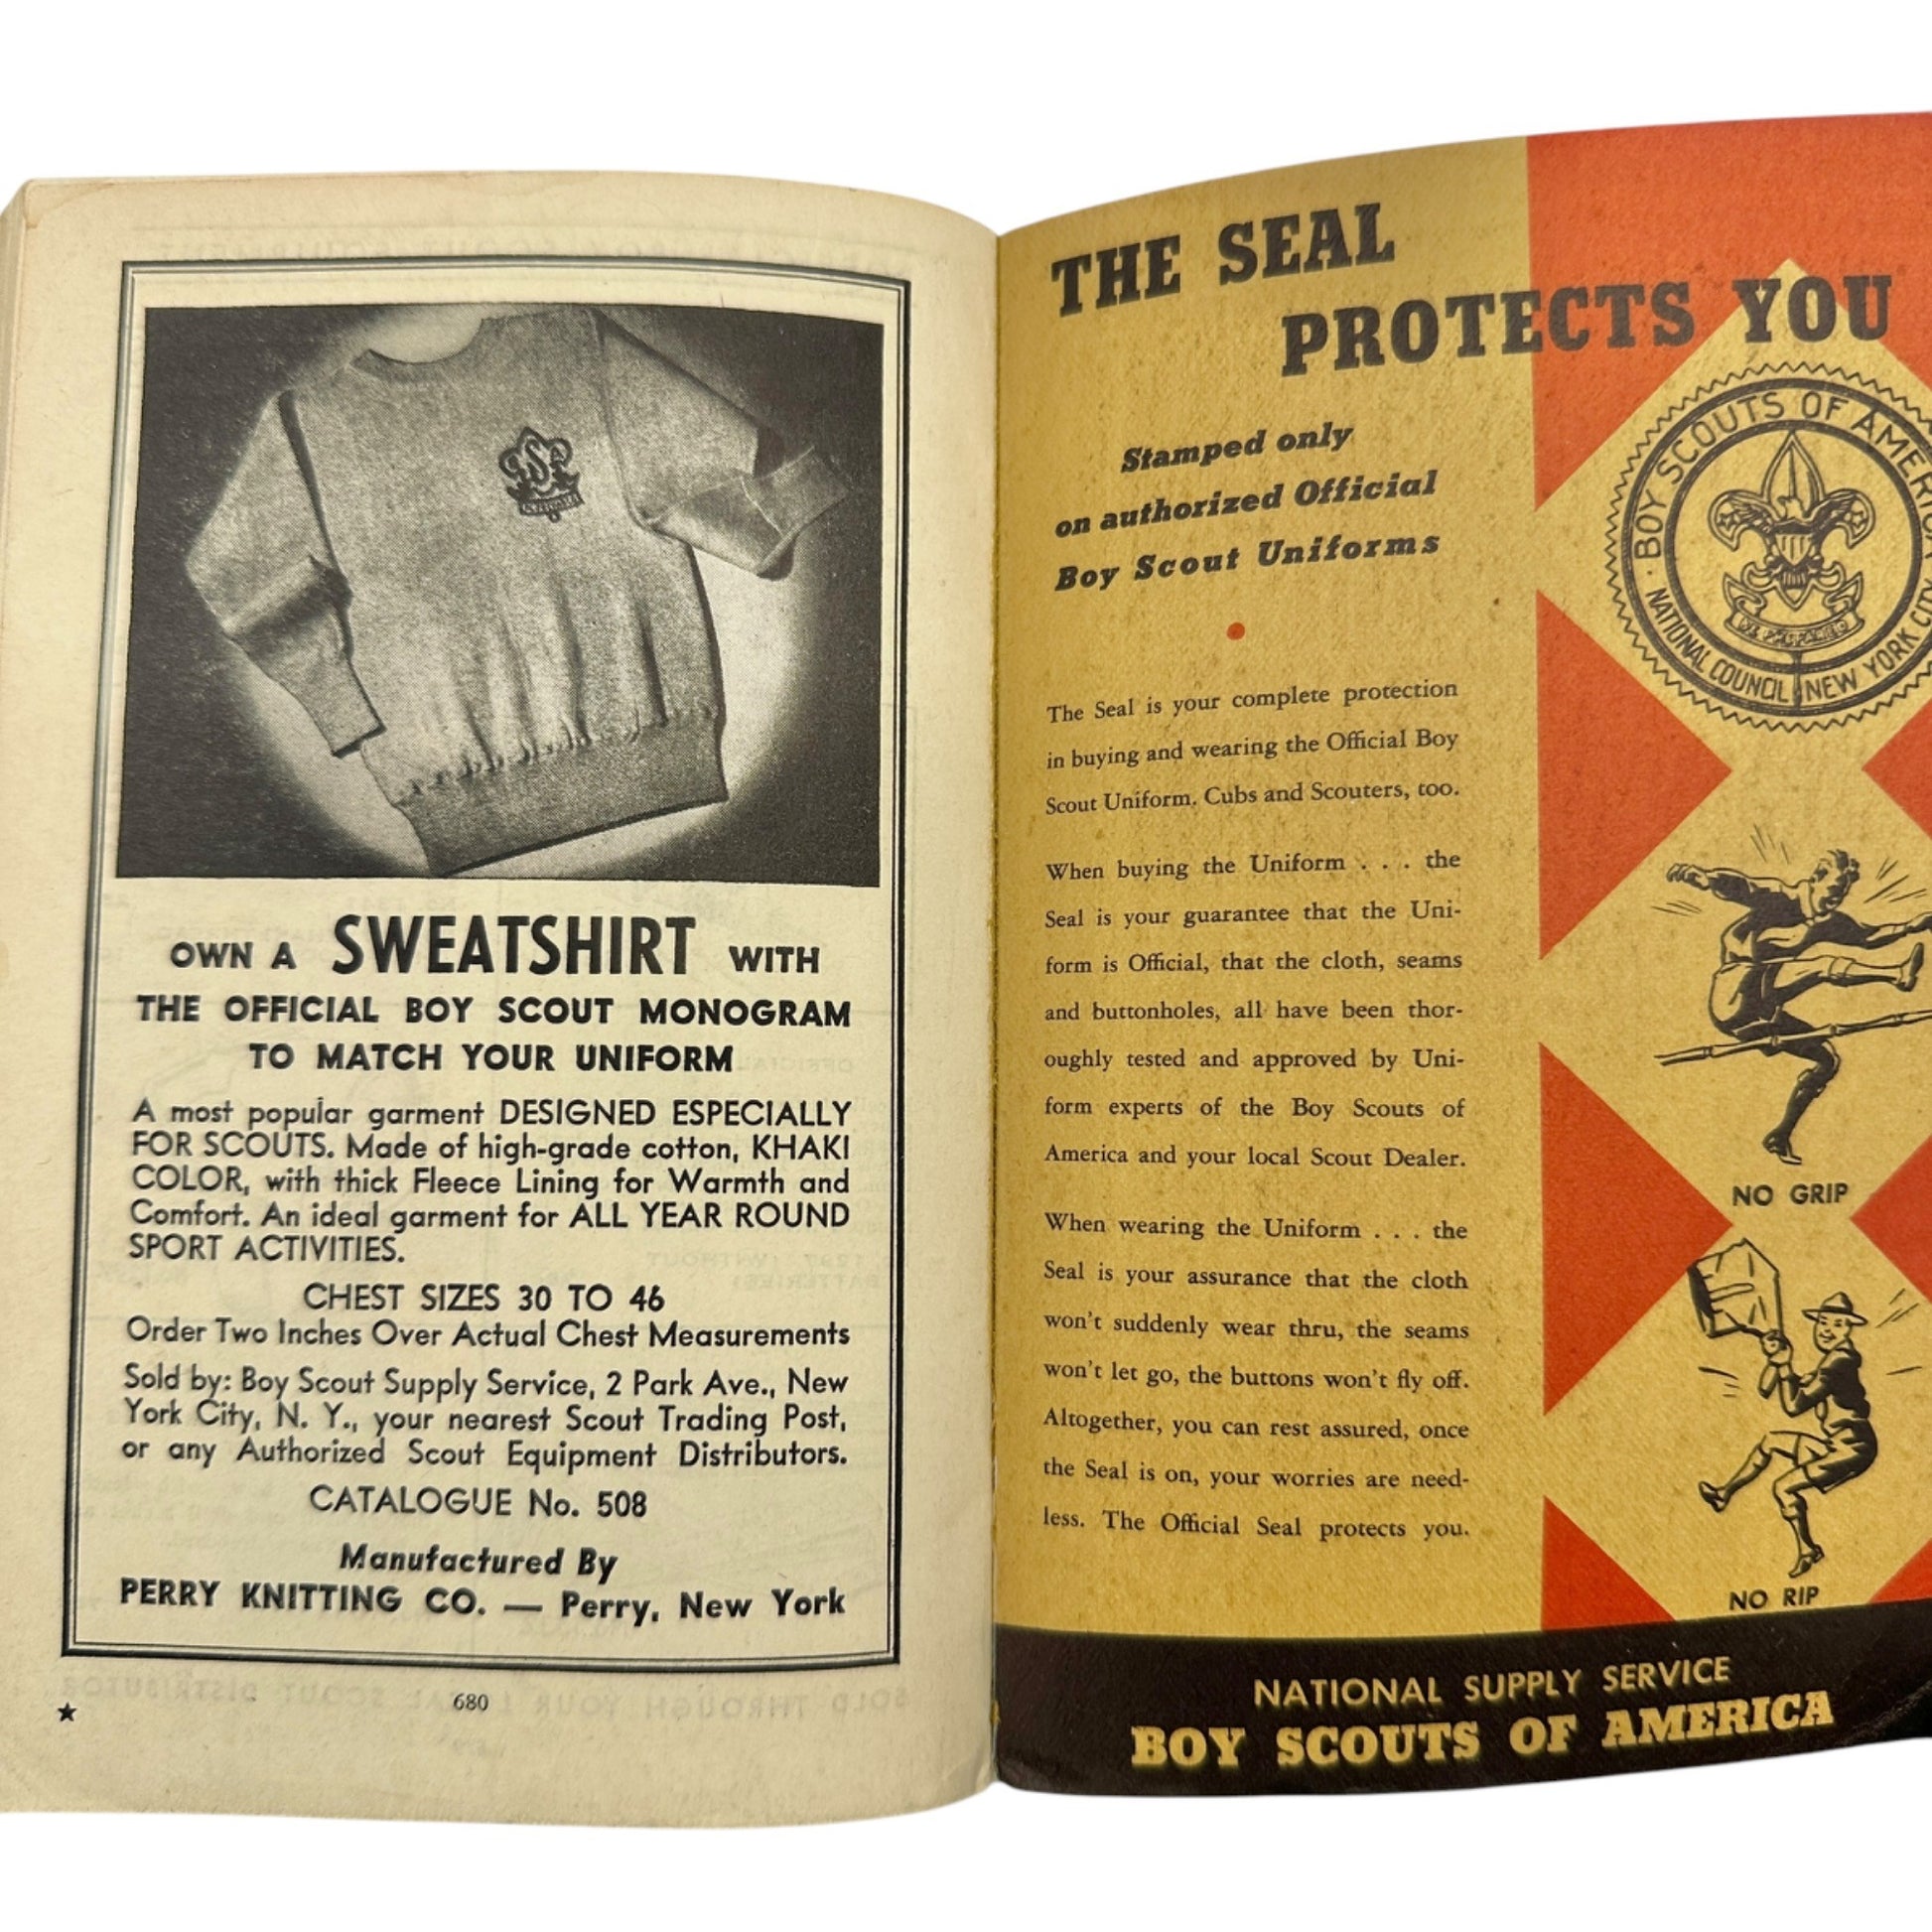 OWN A SWEATSHIRT WITH
THE OFFICIAL BOY SCOUT MONOGRAM
TO MATCH YOUR UNIFORM
A most popular garment DESIGNED ESPECIALLY
FOR SCOUTS. Made of high-grade cotton, KHAKI
COLOR, with thick Fleece Lining for Warmth and
Comfort. An ideal garment for ALL YEAR ROUND
SPORT ACTIVITIES.
CHEST SIZES 30 TO 46
Order Two Inches Over Actual Chest Measurements
Sold by: Boy Scout Supply Service, 2 Park Ave., New
York City, N. Y., your nearest Scout Trading Post,
or any Authorized Scout Equipment Distributors.
CATALOGUE No. 508
Manufactured By
PERRY KNITTING CO. — Perry, New York
680
THE SEAL
PROTECTS YOU
Stamped only
on authorized Official
Boy Scout Uniforms
The Seal is your complete protection
in buying and wearing the Official Boy
Scout Uniform. Cubs and Scouters, too.
When buying the Uniform . . . the
Seal is your guarantee that the Uni-
form is Official, that the cloth, seams
and buttonholes, all have been thor-
oughly tested and approved by Uni-
form experts of the Boy Scouts of
America and your local Scout Dealer.
When wearing the Uniform . . . the
Seal is your assurance that the cloth
won't suddenly wear thru, the seams
won't let go, the buttons won't fly off.
Altogether, you can rest assured, once
the Seal is on, your worries are need-
less. The Official Seal protects you.
· BOY SCOUTS OF AMERICA
NATIONAL COUNCIL NEW YORK CITY
BE PREPARED
NO GRIP
NO RIP
NATIONAL SUPPLY SERVICE
BOY SCOUTS OF AMERICA